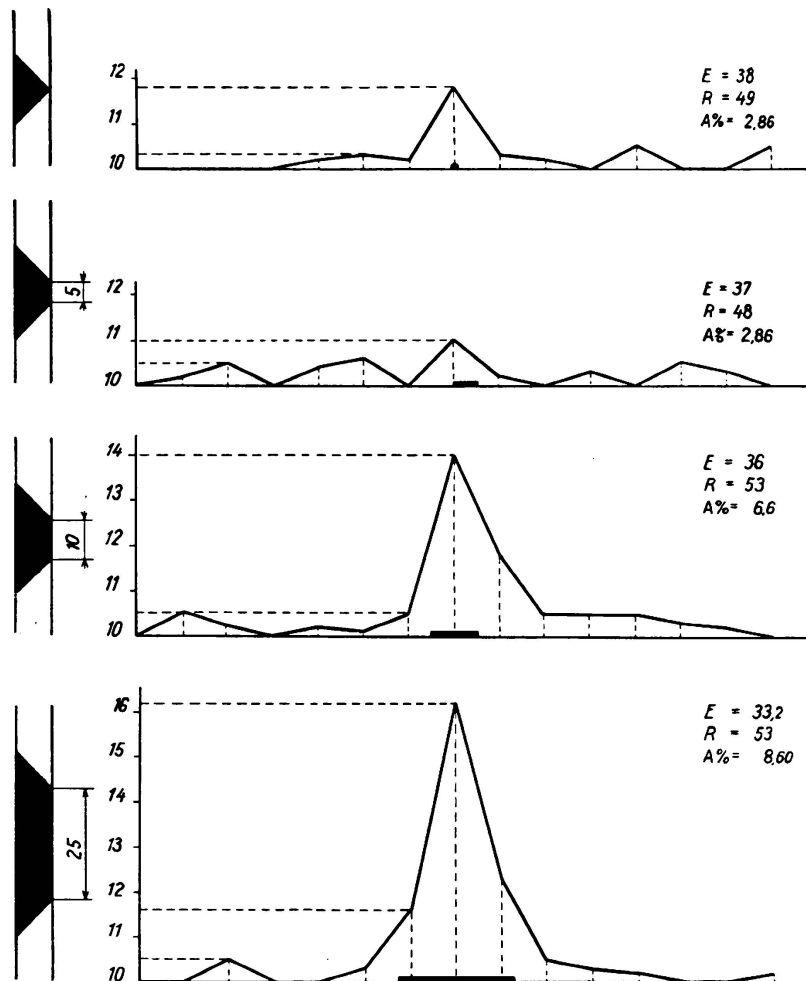 12
11
10
E = 38
R = 49
A% = 2,86
5
12
11
10
E = 37
R = 48
A% = 2,86
10
14
13
12
11
10
E = 36
R = 53
A% = 6,6
25
16
15
14
13
12
11
10
E = 33,2
R = 53
A% = 8,60